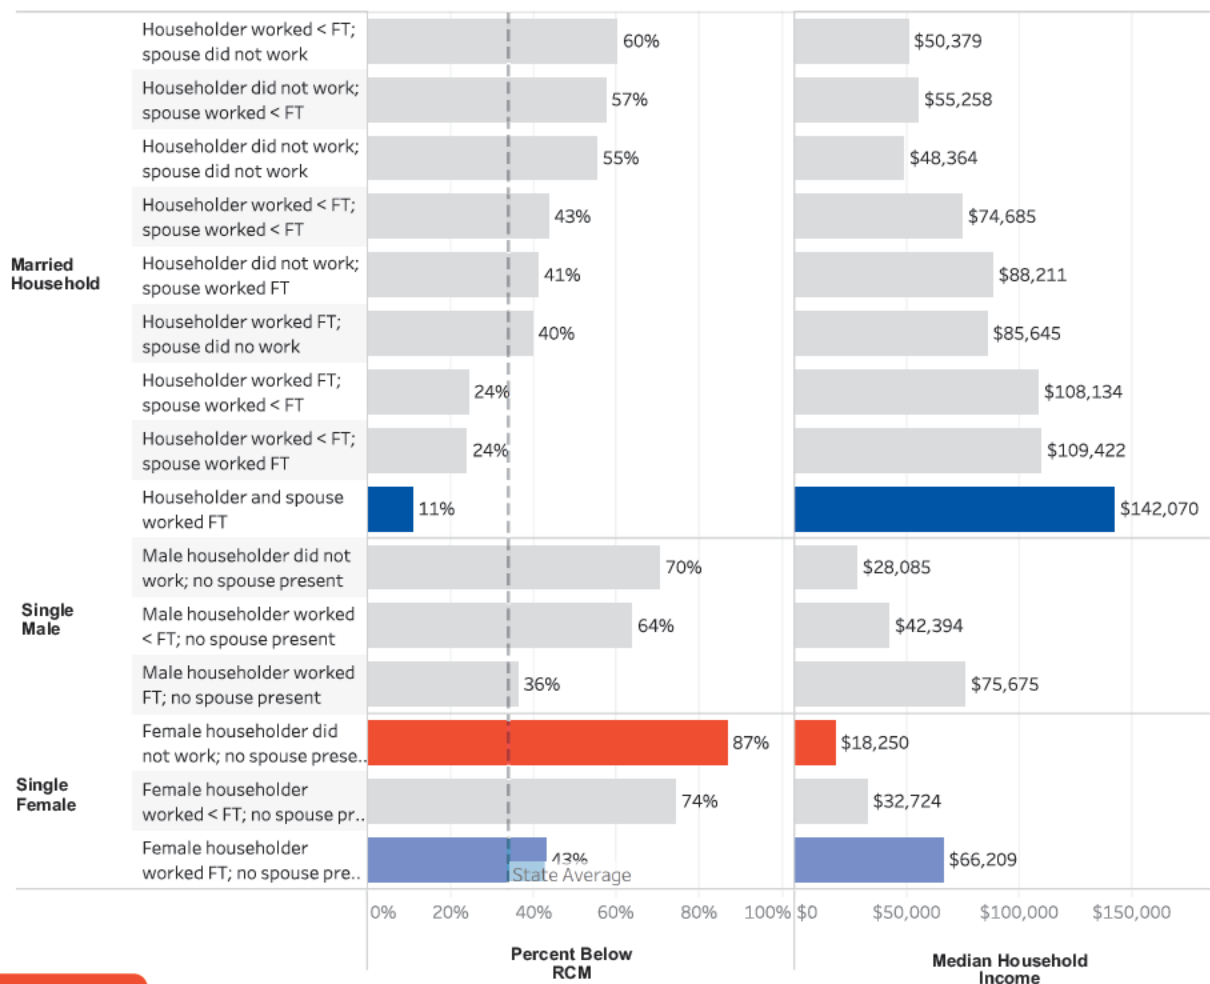 Householder worked < FT;
spouse did not work
60%
$50,379
Householder did not work;
spouse worked < FT
57%
$55,258
Householder did not work;
spouse did not work
55%
$48,364
Householder worked < FT;
spouse worked < FT
43%
$74,685
Married
Household
Householder did not work;
spouse worked FT
41%
$88,211
Householder worked FT;
spouse did no work
40%
$85,645
Householder worked FT;
spouse worked < FT
24%
$108,134
Householder worked < FT;
spouse worked FT
24%
$109,422
Householder and spouse
worked FT
11%
$142,070
Male householder did not
work; no spouse present
70%
$28,085
Single
Male
Male householder worked
< FT; no spouse present
64%
$42,394
Male householder worked
FT; no spouse present
36%
$75,675
Female householder did
not work; no spouse prese..
87%
$18,250
Single
Female
Female householder
worked < FT; no spouse pr..
74%
$32,724
Female householder
worked FT; no spouse pre..
43%
State Average
$66,209
0% 20% 40% 60% 80% 100% $0 $50,000 $100,000 $150,000
Percent Below
RCM
Median Household
Income